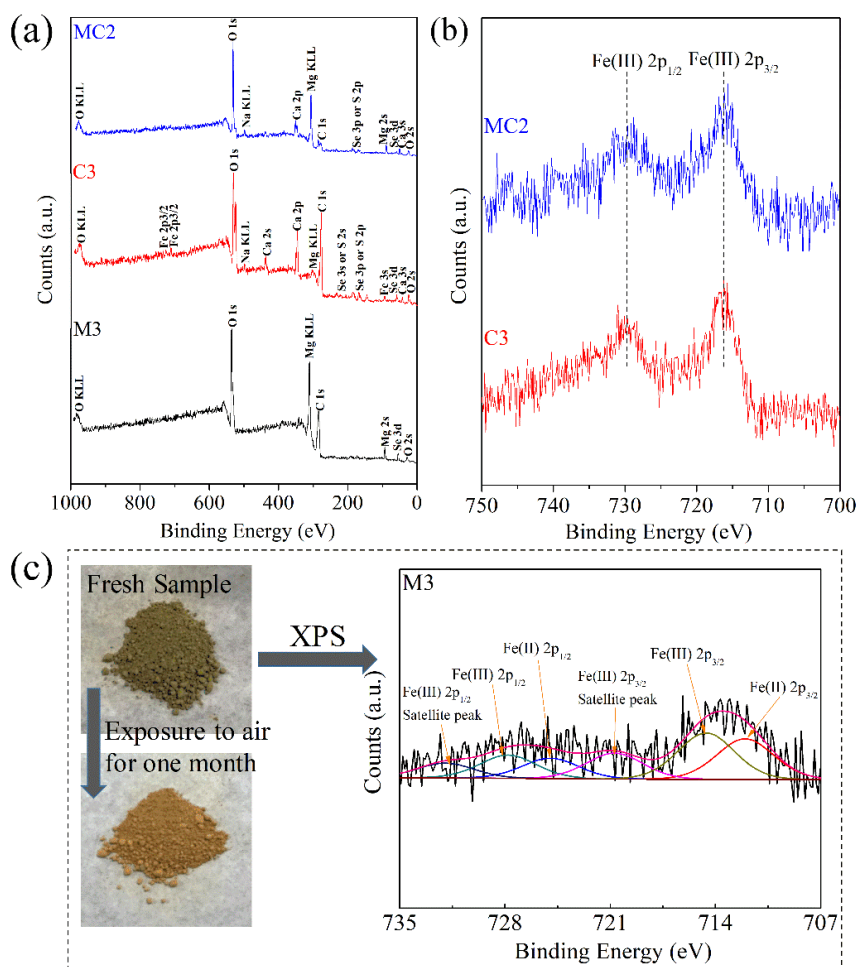 (a)
MC2
O KLL
O 1s
Na KLL
Ca 2p
Mg KLL
C 1s
Se 3p or S 2p
Mg 2s
Se 3d
Ca 3s
O 2s
C3
O KLL
Fe 2p3/2
Fe 2p3/2
O 1s
Na KLL
Ca 2s
Ca 2p
Mg KLL
C 1s
Se 3s or S 2s
Se 3p or S 2p
Fe 3s
Se 3d
Ca 3s
O 2s
M3
O KLL
O 1s
Mg KLL
C 1s
Mg 2s
Se 3d
O 2s
Counts (a.u.)
1000 800 600 400 200 0
Binding Energy (eV)
(b)
Fe(III) 2p1/2 Fe(III) 2p3/2
MC2
C3
Counts (a.u.)
750 740 730 720 710 700
Binding Energy (eV)
(c)
Fresh Sample
XPS
Exposure to air
for one month
M3
Fe(III) 2p1/2
Satellite peak
Fe(III) 2p1/2
Fe(II) 2p1/2
Fe(III) 2p3/2
Satellite peak
Fe(III) 2p3/2
Fe(II) 2p3/2
Counts (a.u.)
735 728 721 714 707
Binding Energy (eV)